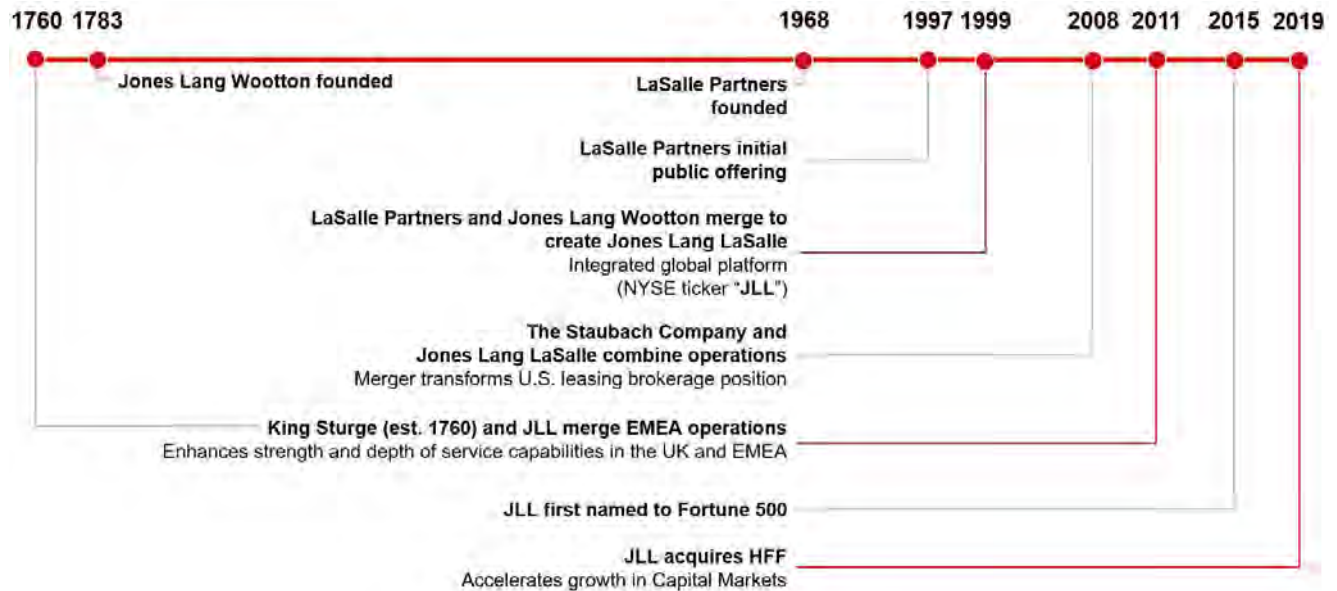 1760 1783 1968 1997 1999 2008 2011 2015 2019
Jones Lang Wootton founded
LaSalle Partners
founded
LaSalle Partners initial
public offering
LaSalle Partners and Jones Lang Wootton merge to
create Jones Lang LaSalle
Integrated global platform
(NYSE ticker “JLL”)
The Staubach Company and
Jones Lang LaSalle combine operations
Merger transforms U.S. leasing brokerage position
King Sturge (est. 1760) and JLL merge EMEA operations
Enhances strength and depth of service capabilities in the UK and EMEA
JLL first named to Fortune 500
JLL acquires HFF
Accelerates growth in Capital Markets